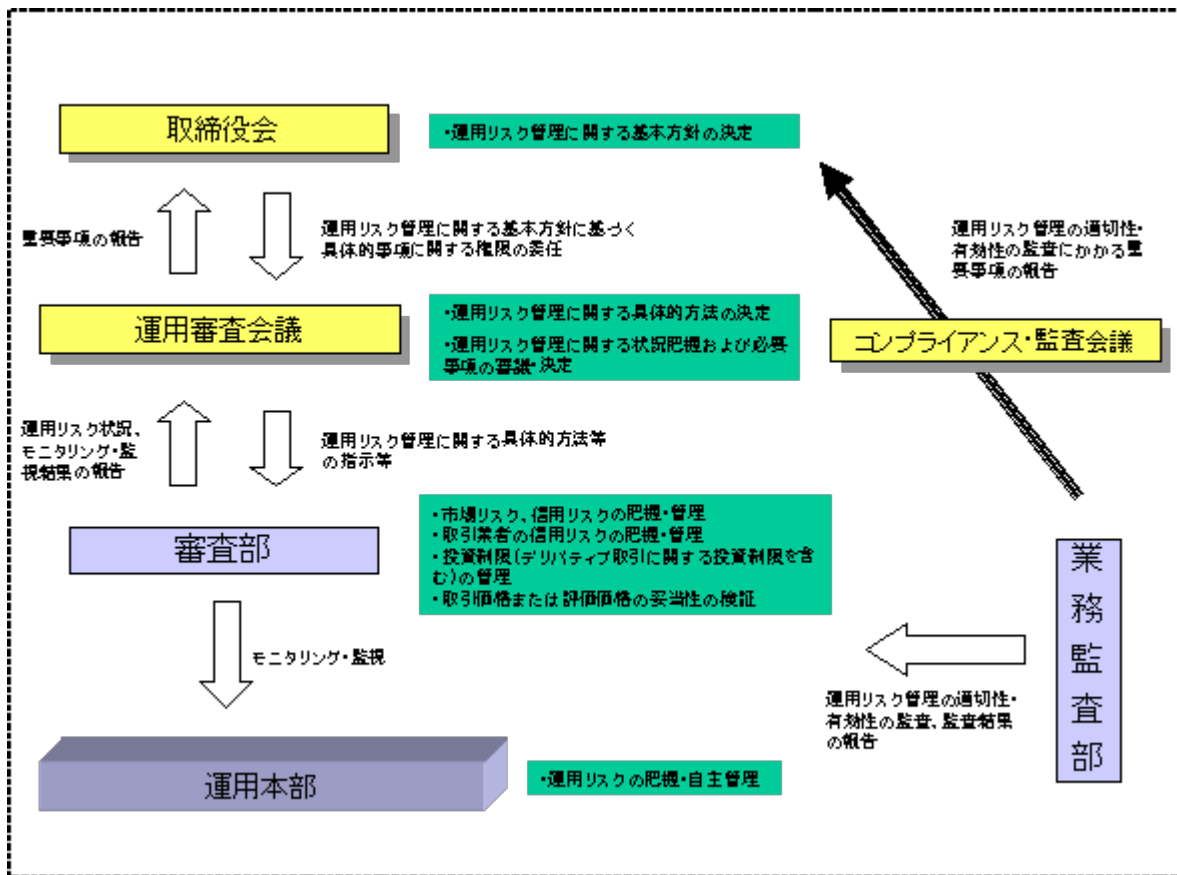 取締役会
・運用リスク管理に関する基本方針の決定
重要事項の報告
運用リスク管理に関する基本方針に基づく
具体的事項に関する権限の委任
運用リスク管理の適切性・
有効性の監査にかかる重
要事項の報告
運用審査会議
・運用リスク管理に関する具体的方法の決定
・運用リスク管理に関する状況把握および必要
事項の審議・決定
コンプライアンス・監査会議
運用リスク状況、
モニタリング・監
視結果の報告
運用リスク管理に関する具体的方法等
の指示等
審査部
・市場リスク、信用リスクの把握・管理
・取引業者の信用リスクの把握・管理
・投資制限(デリバティブ取引に関する投資制限を含
む)の管理
・取引価格または評価価格の妥当性の検証
業務監査部
モニタリング・監視
運用リスク管理の適切性・
有効性の監査、監査結果
の報告
運用本部
・運用リスクの把握・自主管理